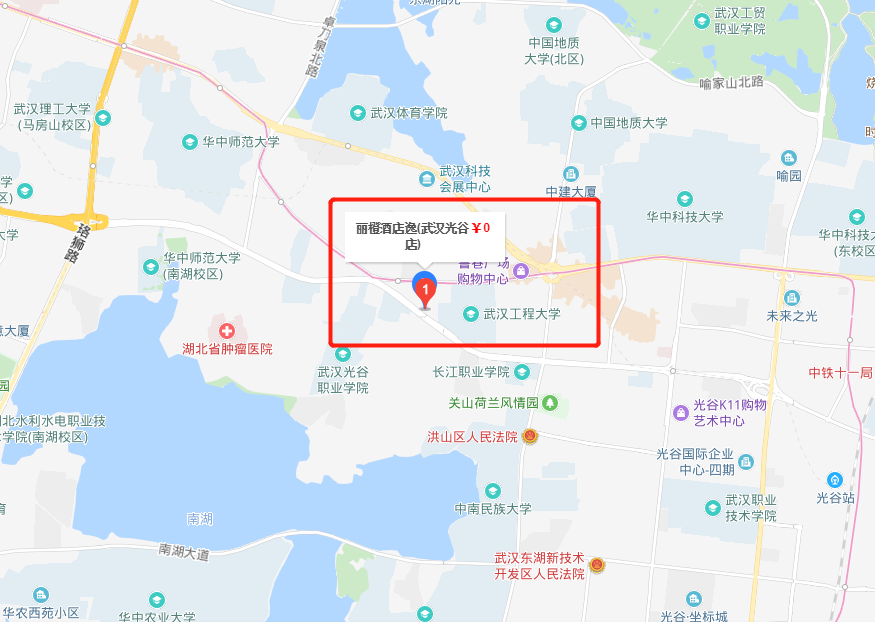 武汉工贸
职业学院
中国地质
大学(北区)
卓刀泉北路
喻家山北路
武汉理工大学
(马房山校区)
武汉体育学院
中国地质大学
华中师范大学
武汉科技
会展中心
喻园
中建大厦
华中科技大学
珞狮路
丽橙酒店逸(武汉光谷￥0
店)
华中科技大
(东校区)
华中师范大学
(南湖校区)
购物中心
武汉工程大学
未来之光
湖北省肿瘤医院
武汉光谷
职业学院
长江职业学院
中铁十一局
关山荷兰风情园
光谷K11购物
艺术中心
北水利水电职业技
学院(南湖校区)
洪山区人民法院
光谷国际企业
中心-四期
光谷站
中南民族大学
武汉职业
技术学院
南湖
南湖大道
武汉东湖新技术
开发区人民法院
华农西苑小区
华中农业大学
光谷·坐标城
1